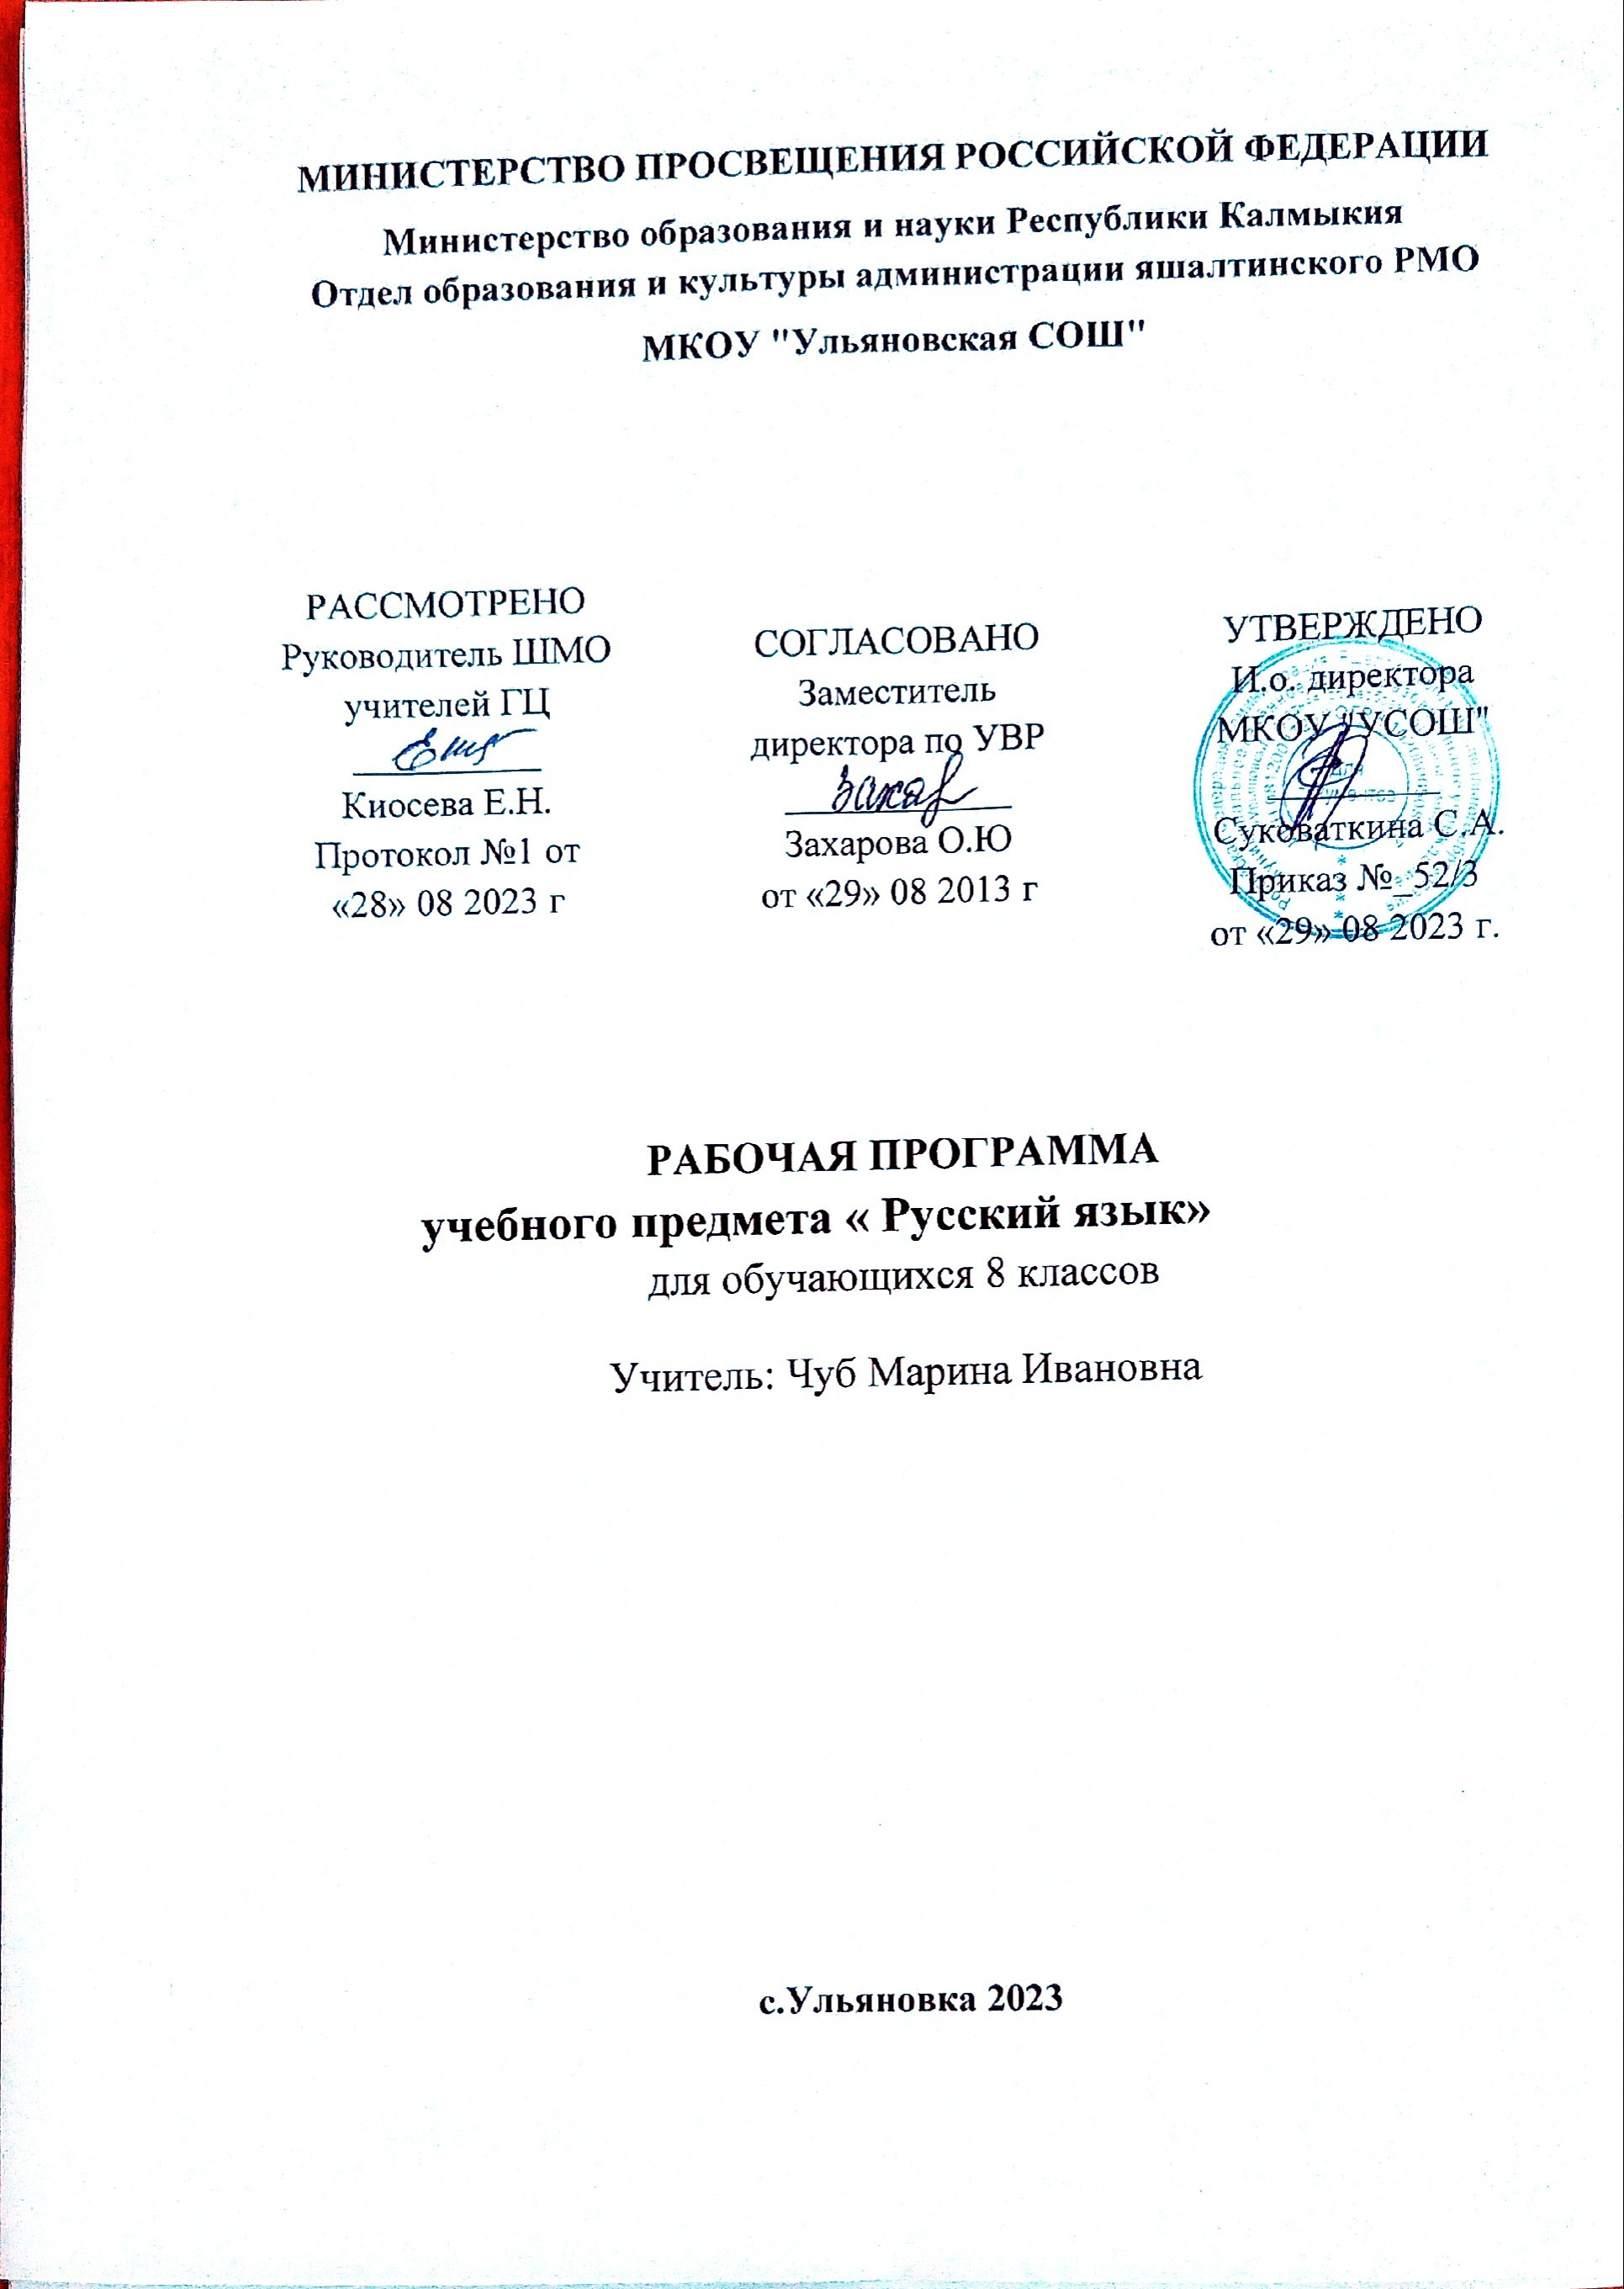 МИНИСТЕРСТВО ПРОСВЕЩЕНИЯ РОССИЙСКОЙ ФЕДЕРАЦИИ
Министерство образования и науки Республики Калмыкия
Отдел образования и культуры администрации яшалтинского РМО
МКОУ "Ульяновская СОШ"
РАССМОТРЕНО
Руководитель ШМО
учителей ГЦ
Киосева Е.Н.
Протокол №1 от
«28» 08 2023 г
СОГЛАСОВАНО
Заместитель
директора по УВР
Захар
Захарова О.Ю
от «29» 08 2013 г
УТВЕРЖДЕНО
И.о. директора
МКОУ "УСОШ"
Суковаткина С.А.
Приказ №_52/3
от «29» 08 2023 г.
РАБОЧАЯ ПРОГРАММА
учебного предмета « Русский язык»
для обучающихся 8 классов
Учитель: Чуб Марина Ивановна
с.Ульяновка 2023